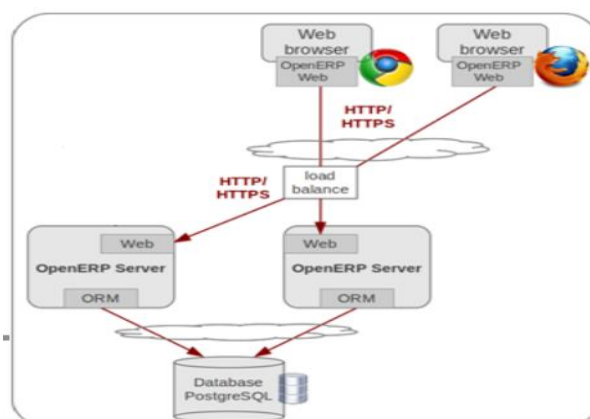 Web
browser
OpenERP
Web
Web
browser
OpenERP
Web
HTTP/
HTTPS
load
balance
HTTP/
HTTPS
Web
OpenERP Server
ORM
Web
OpenERP Server
ORM
Database
PostgreSQL